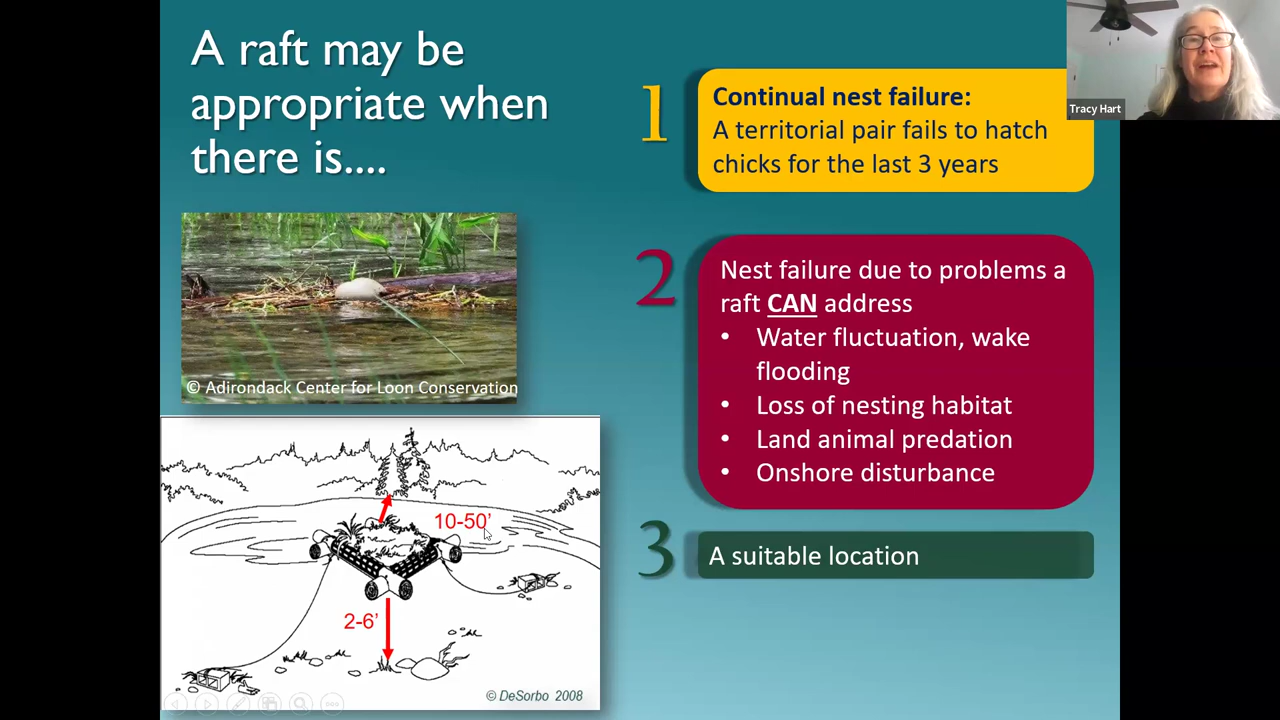 A raft may be
appropriate when
there is....
1
Continual nest failure:
A territorial pair fails to hatch
chicks for the last 3 years
Tracy Hart
2
Nest failure due to problems a
raft CAN address
• Water fluctuation, wake
flooding
• Loss of nesting habitat
• Land animal predation
• Onshore disturbance
3
A suitable location
© Adirondack Center for Loon Conservation
10-50’
2-6’
© DeSorbo 2008